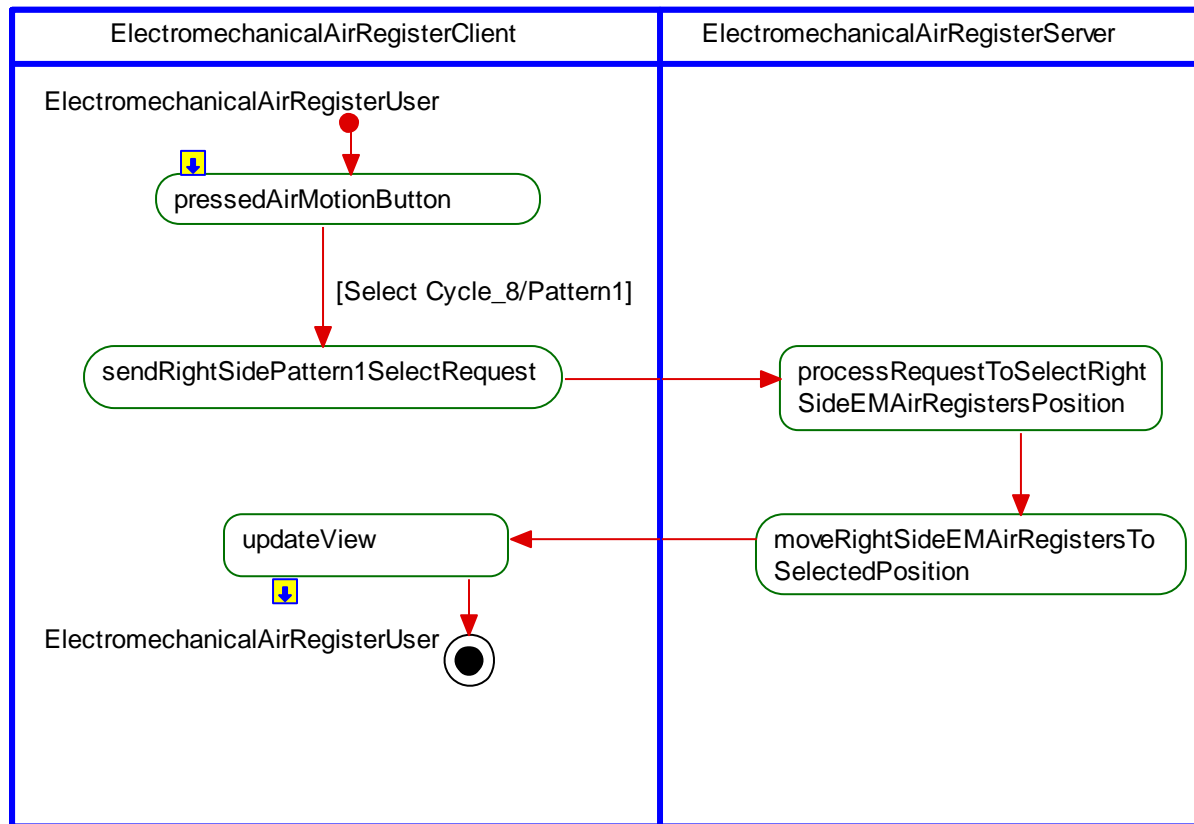 ElectromechanicalAirRegisterClient
ElectromechanicalAirRegisterServer
ElectromechanicalAirRegisterUser
pressedAirMotionButton
[Select Cycle_8/Pattern1]
sendRightSidePattern1SelectRequest
processRequestToSelectRight
SideEMAirRegistersPosition
updateView
moveRightSideEMAirRegistersTo
SelectedPosition
ElectromechanicalAirRegisterUser